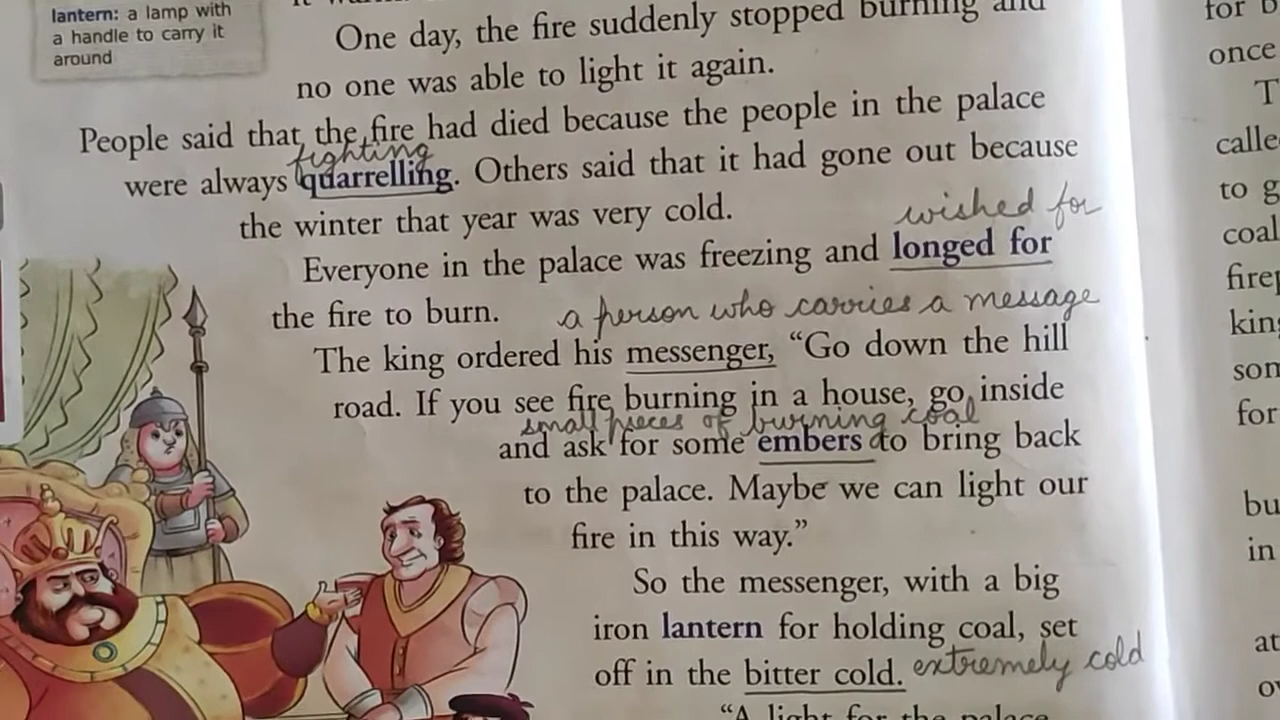 lantern: a lamp with
a handle to carry it
around
One day, the fire suddenly stopped burning and
no one was able to light it again.
People said that the fire had died because the people in the palace
fighting
were always quarrelling. Others said that it had gone out because
the winter that year was very cold.
wished for
Everyone in the palace was freezing and longed for
the fire to burn.
a person who carries a message
The king ordered his messenger, “Go down the hill
road. If you see fire burning in a house, go inside
small pieces of burning coal
and ask for some embers to bring back
to the palace. Maybe we can light our
fire in this way.”
So the messenger, with a big
iron lantern for holding coal, set
off in the bitter cold. extremely cold
“A light for the palace
for
once
calle
to g
coal
firep
king
som
for
bu
in
at